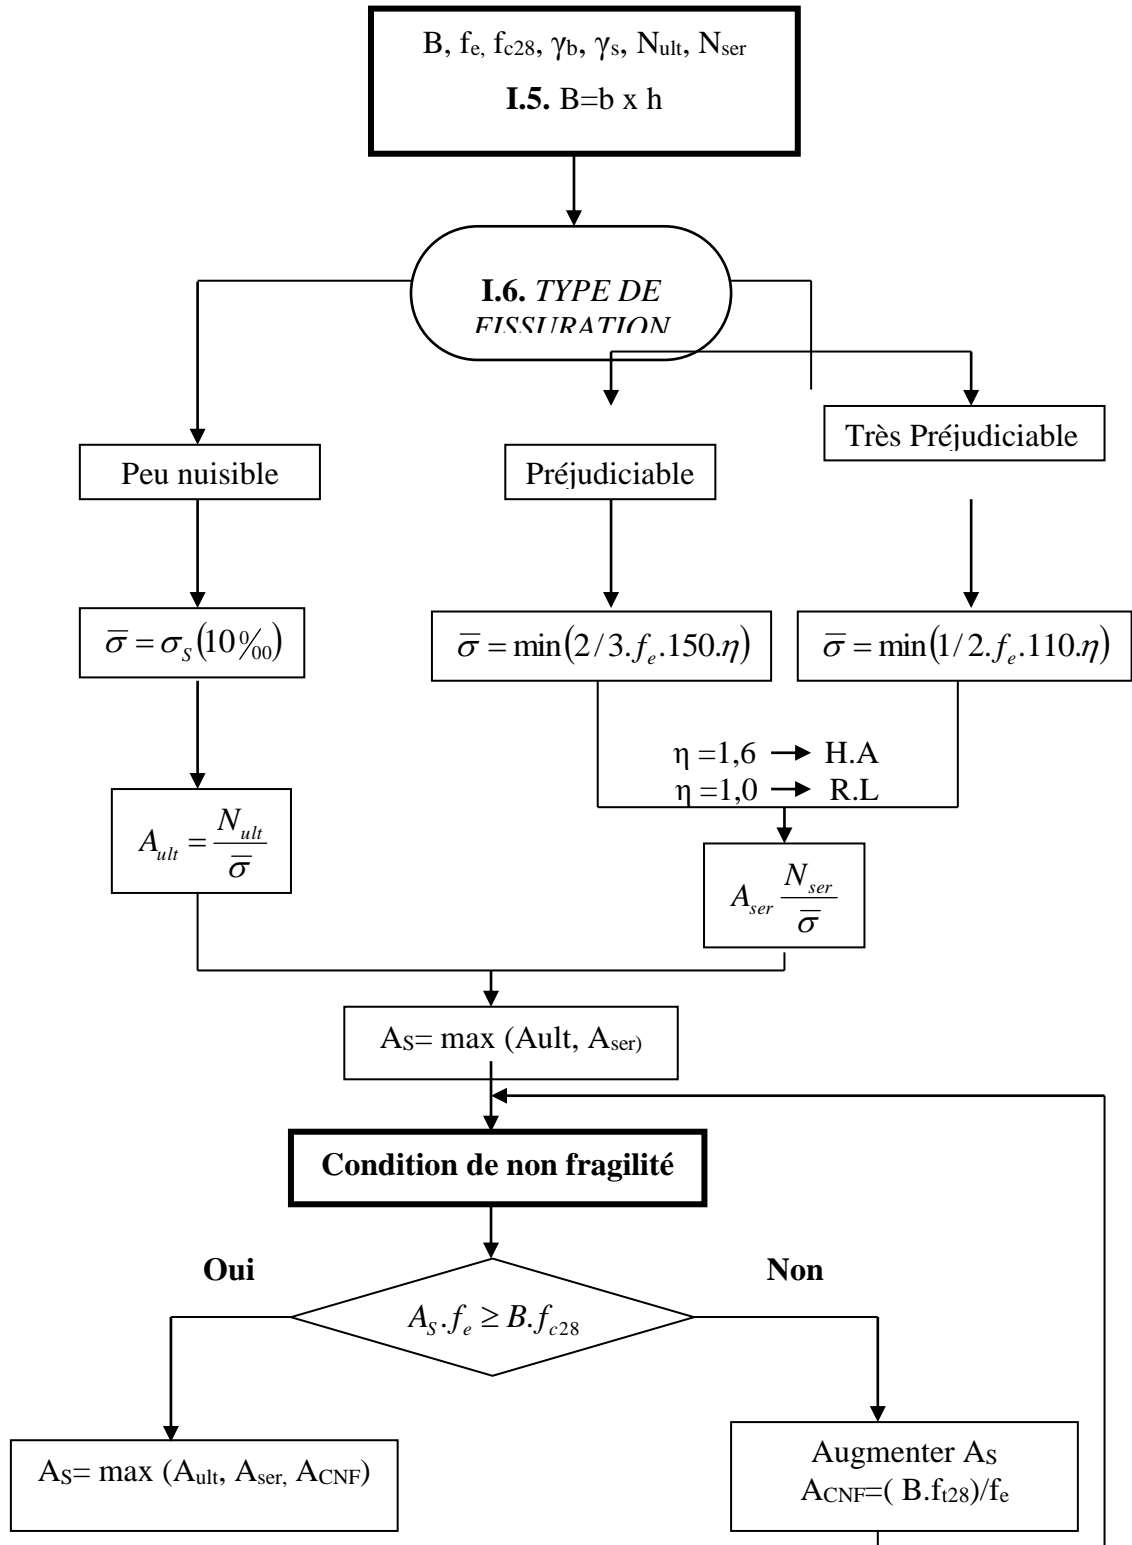 B, fe, fc28, γb, γs, Nult, Nser
I.5. B=b x h
I.6. TYPE DE
FISSURATION
Très Préjudiciable
Peu nuisible
Préjudiciable
σ̅ = σS(10‰)
σ̅ = min(2/3.fe.150.η)
σ̅ = min(1/2.fe.110.η)
η =1,6 → H.A
η =1,0 → R.L
Ault = Nult / σ̅
Aser Nser / σ̅
AS= max (Ault, Aser)
Condition de non fragilité
Oui
Non
AS.fe ≥ B.fc28
AS= max (Ault, Aser, ACNF)
Augmenter AS
ACNF=( B.ft28)/fe